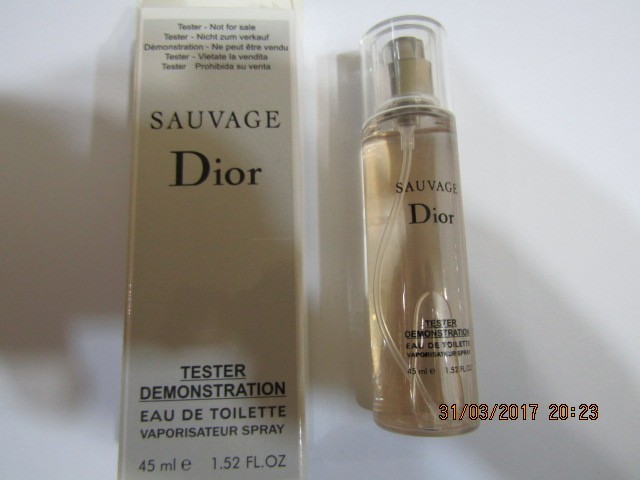 Tester - Not for sale
Tester - Nicht zum verkauf
Démonstration - Ne peut être vendu
Tester - Vietate la vendita
Tester Prohibida su venta
SAUVAGE
Dior
TESTER
DEMONSTRATION
EAU DE TOILETTE
VAPORISATEUR SPRAY
45 ml e 1.52 FL.OZ
SAUVAGE
Dior
TESTER
DEMONSTRATION
EAU DE TOILETTE
VAPORISATEUR SPRAY
45 ml e 1.52 FL.OZ
31/03/2017 20:23